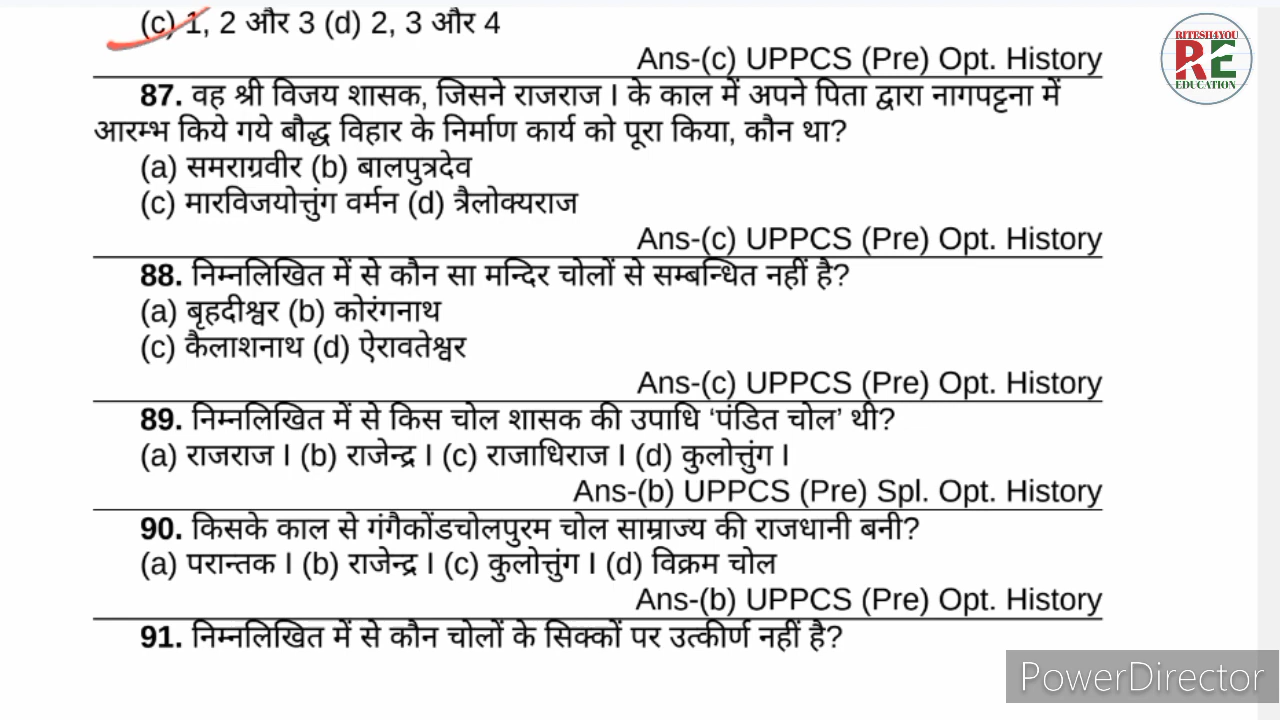 (c) 1, 2 और 3 (d) 2, 3 और 4
RITESH4YOU
RE
EDUCATION
Ans-(c) UPPCS (Pre) Opt. History
87. वह श्री विजय शासक, जिसने राजराज I के काल में अपने पिता द्वारा नागपट्टना में
आरम्भ किये गये बौद्ध विहार के निर्माण कार्य को पूरा किया, कौन था?
(a) समराग्रवीर (b) बालपुत्रदेव
(c) मारविजयोत्तुंग वर्मन (d) त्रैलोक्यराज
Ans-(c) UPPCS (Pre) Opt. History
88. निम्नलिखित में से कौन सा मन्दिर चोलों से सम्बन्धित नहीं है?
(a) बृहदीश्वर (b) कोरंगनाथ
(c) कैलाशनाथ (d) ऐरावतेश्वर
Ans-(c) UPPCS (Pre) Opt. History
89. निम्नलिखित में से किस चोल शासक की उपाधि ‘पंडित चोल’ थी?
(a) राजराज I (b) राजेन्द्र I (c) राजाधिराज I (d) कुलोत्तुंग I
Ans-(b) UPPCS (Pre) Spl. Opt. History
90. किसके काल से गंगैकोंडचोलपुरम चोल साम्राज्य की राजधानी बनी?
(a) परान्तक I (b) राजेन्द्र I (c) कुलोत्तुंग I (d) विक्रम चोल
Ans-(b) UPPCS (Pre) Opt. History
91. निम्नलिखित में से कौन चोलों के सिक्कों पर उत्कीर्ण नहीं है?
PowerDirector